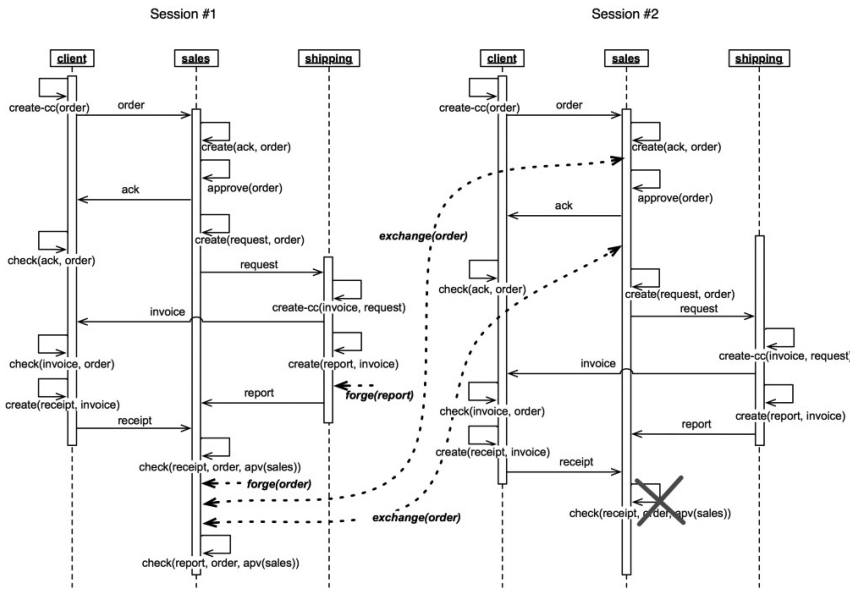 Session #1
Session #2
client
sales
shipping
client
sales
shipping
create-cc(order)
order
create(ack, order)
approve(order)
ack
create(request, order)
check(ack, order)
request
create-cc(invoice, request)
invoice
check(invoice, order)
create(report, invoice)
create(receipt, invoice)
report
forge(report)
receipt
check(receipt, order, apv(sales))
forge(order)
exchange(order)
exchange(order)
check(report, order, apv(sales))
create-cc(order)
order
create(ack, order)
approve(order)
ack
check(ack, order)
create(request, order)
request
create-cc(invoice, request)
invoice
check(invoice, order)
create(report, invoice)
report
create(receipt, invoice)
receipt
check(receipt, order, apv(sales))